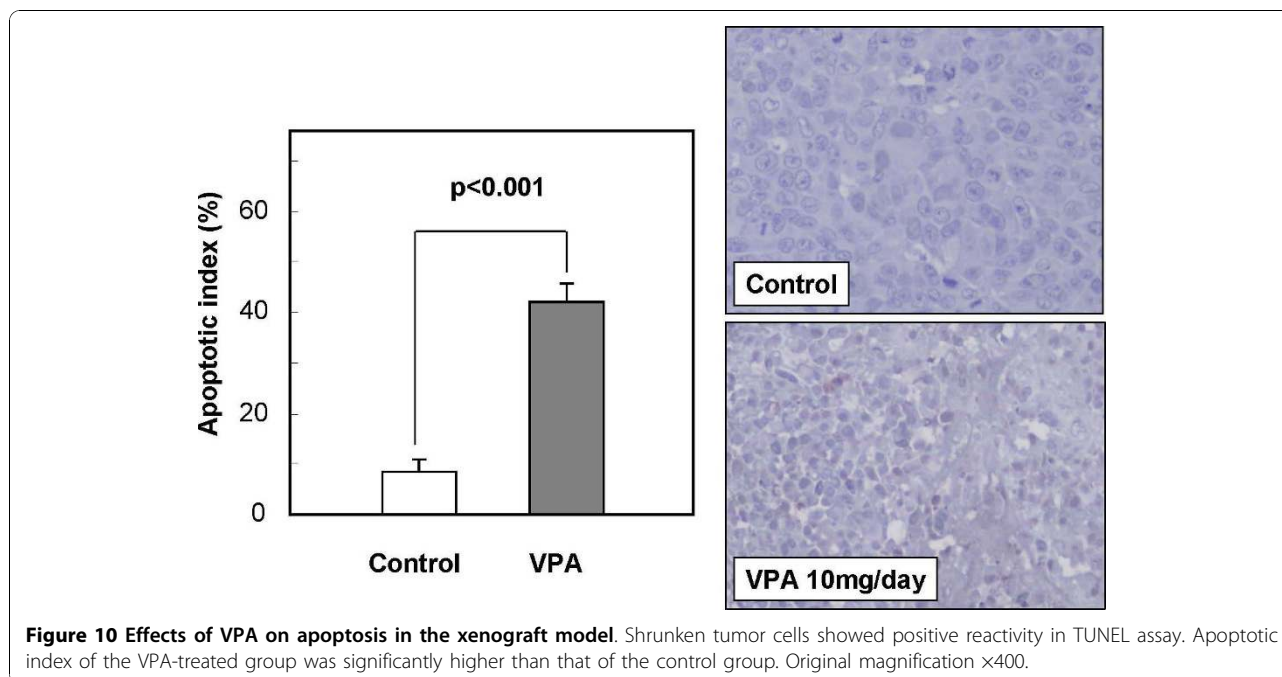 p<0.001
Apoptotic index (%)
60
40
20
0
Control
VPA
Control
VPA 10mg/day
Figure 10 Effects of VPA on apoptosis in the xenograft model. Shrunken tumor cells showed positive reactivity in TUNEL assay. Apoptotic
index of the VPA-treated group was significantly higher than that of the control group. Original magnification ×400.